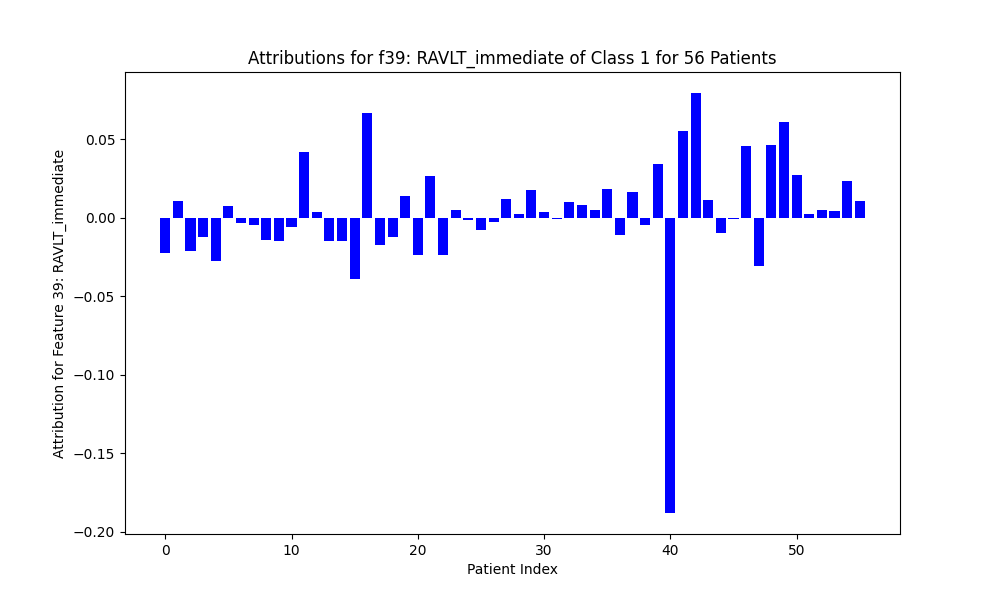 Attributions for f39: RAVLT_immediate of Class 1 for 56 Patients
Attribution for Feature 39: RAVLT_immediate
0.05
0.00
−0.05
−0.10
−0.15
−0.20
0 10 20 30 40 50
Patient Index